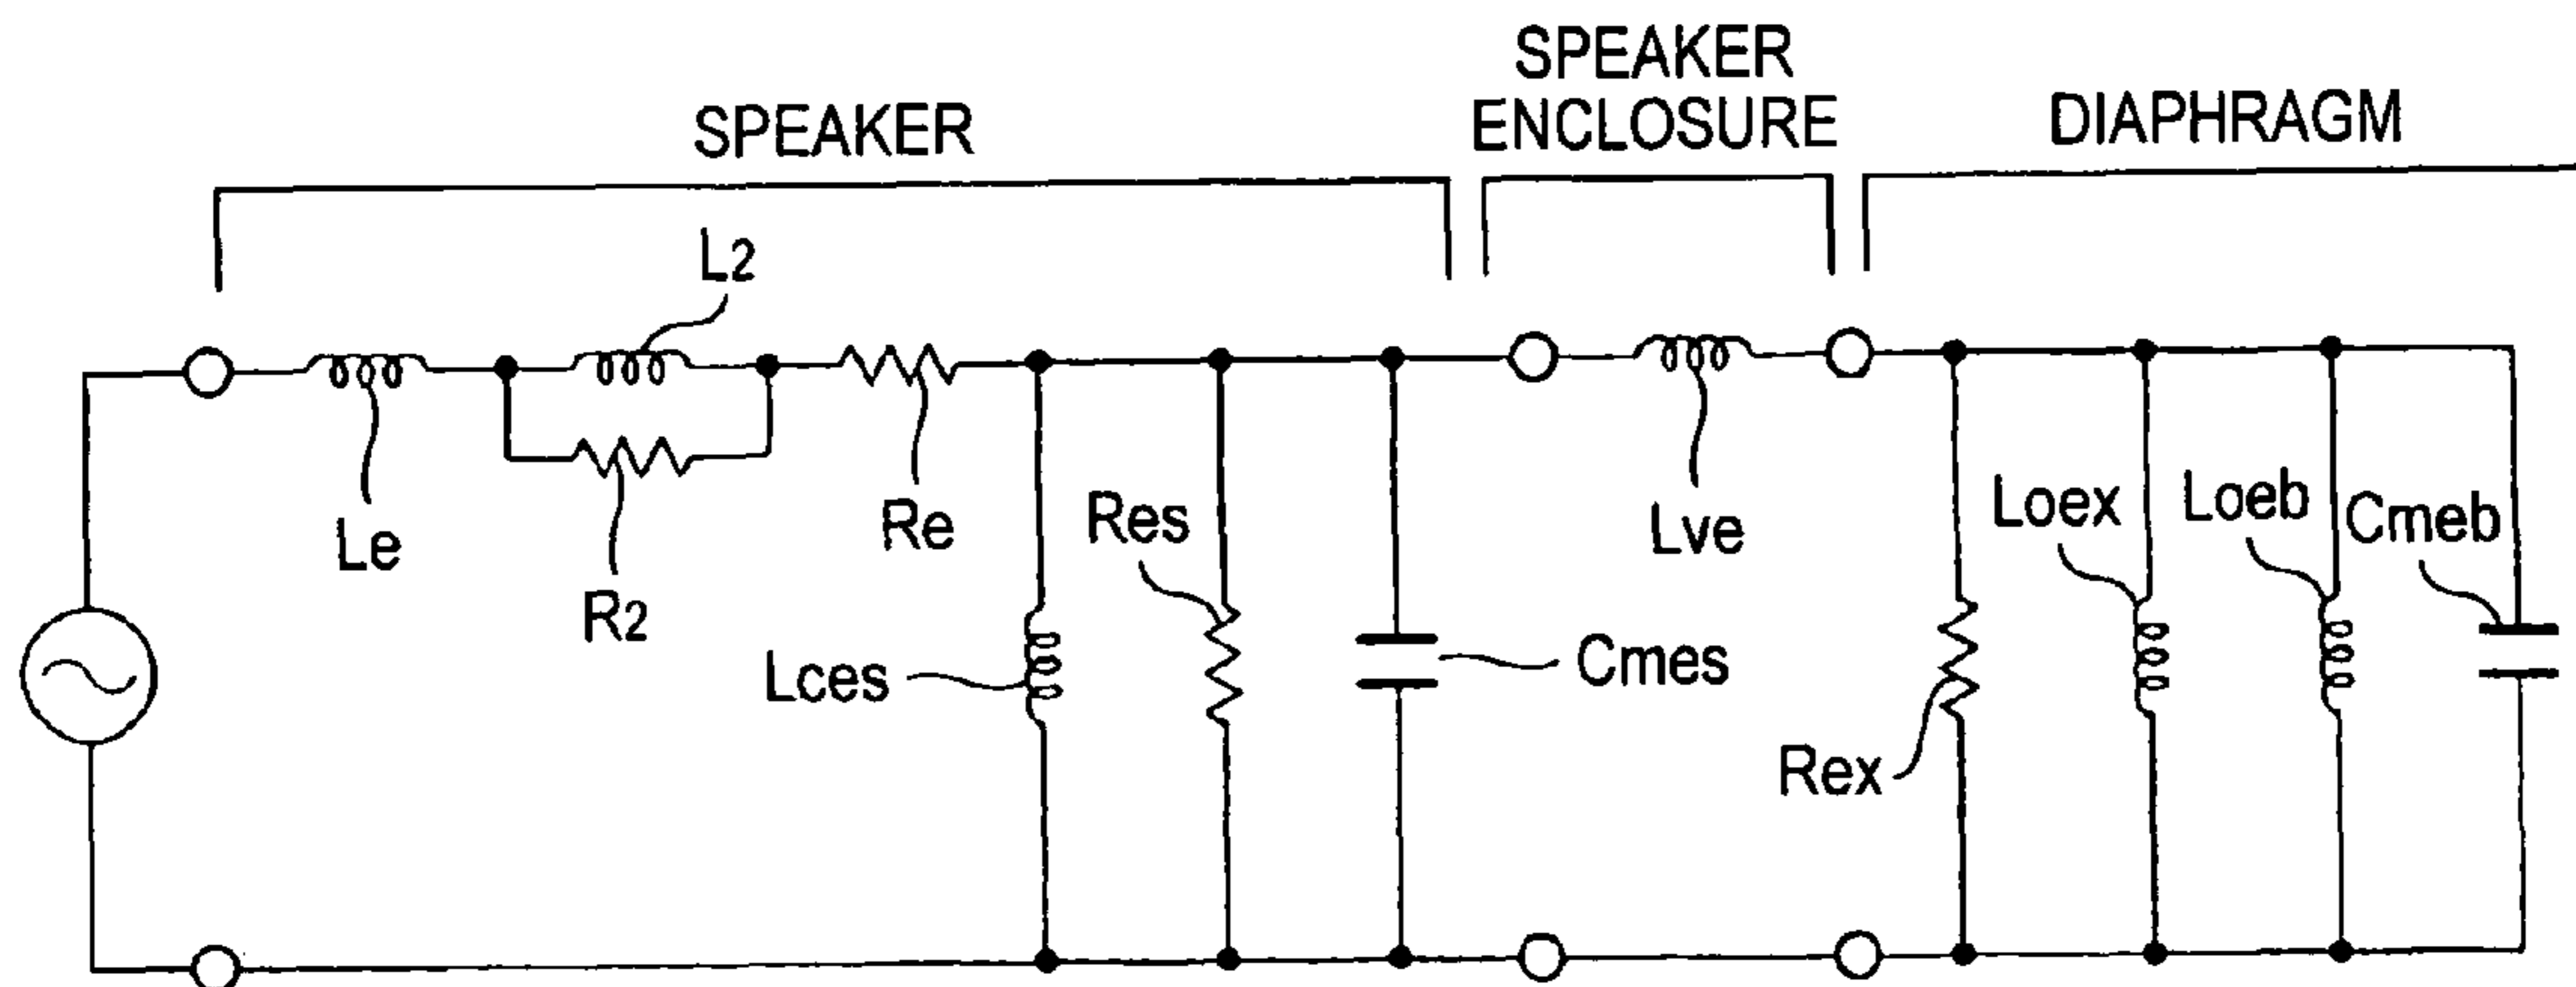 SPEAKER
SPEAKER
ENCLOSURE
DIAPHRAGM
L2
Le
R2
Re
Lces
Res
Cmes
Lve
Rex
Loex
Loeb
Cmeb